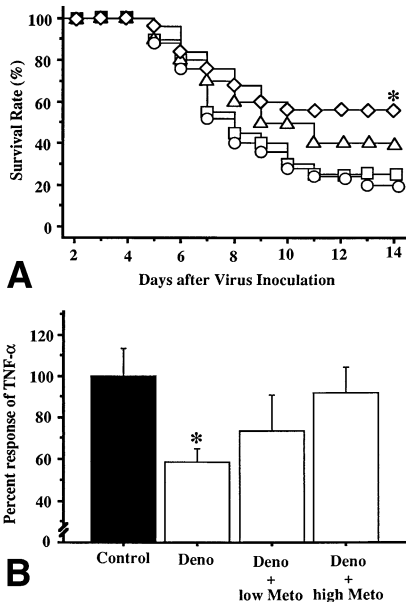 100
80
60
40
20
0
Survival Rate (%)
*
2 4 6 8 10 12 14
Days after Virus Inoculation
A
120
100
80
60
40
0
Percent response of TNF-α
*
Control Deno Deno + low Meto Deno + high Meto
B